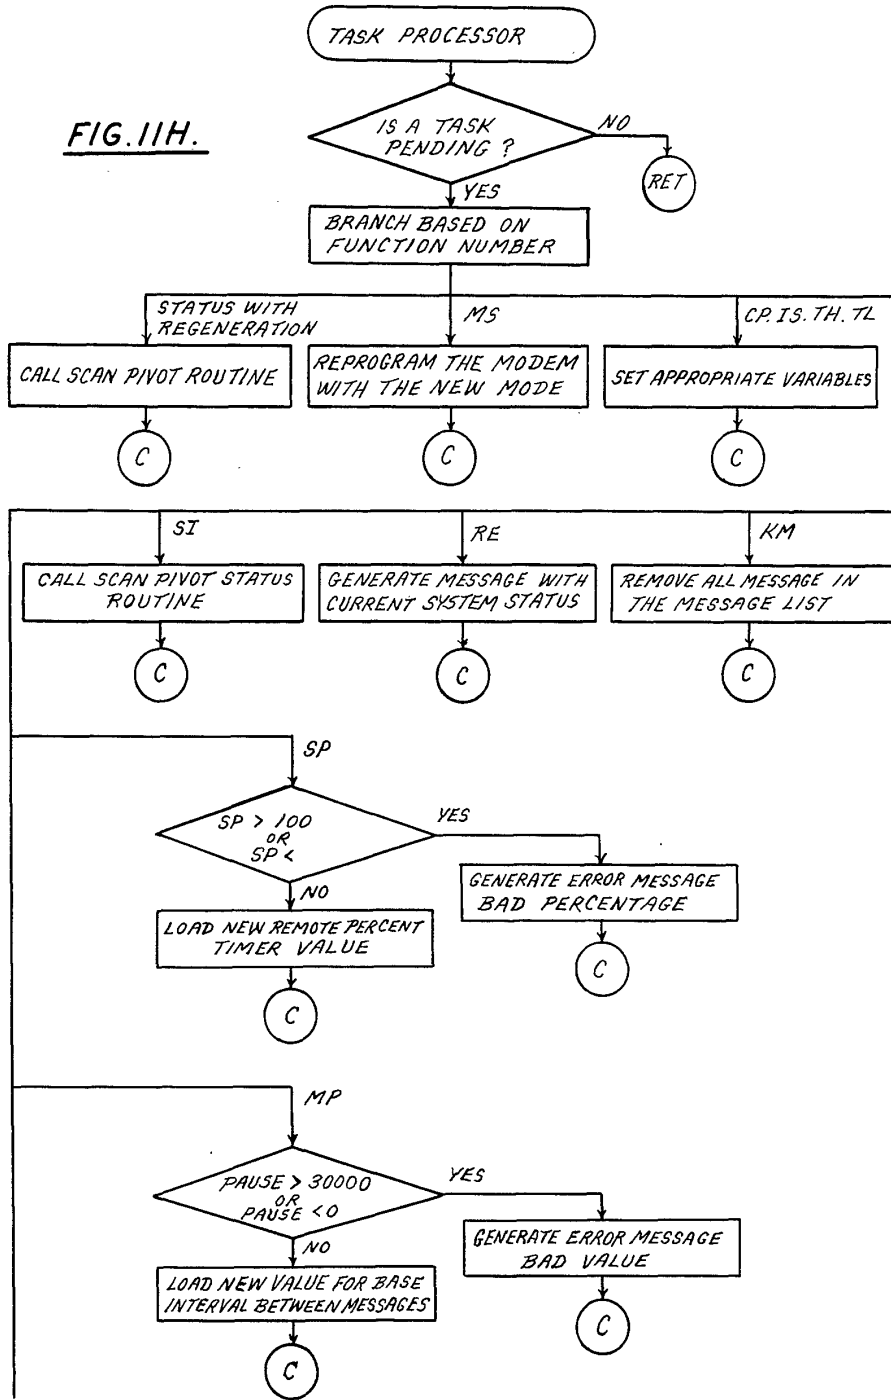 TASK PROCESSOR
FIG. 11H.
IS A TASK
PENDING ?
NO
RET
YES
BRANCH BASED ON
FUNCTION NUMBER
STATUS WITH
REGENERATION
MS
CP. IS. TH. TL
CALL SCAN PIVOT ROUTINE
REPROGRAM THE MODEM
WITH THE NEW MODE
SET APPROPRIATE VARIABLES
C
C
C
SI
RE
KM
CALL SCAN PIVOT STATUS
ROUTINE
GENERATE MESSAGE WITH
CURRENT SYSTEM STATUS
REMOVE ALL MESSAGE IN
THE MESSAGE LIST
C
C
C
SP
SP > 100
OR
SP <
YES
NO
GENERATE ERROR MESSAGE
BAD PERCENTAGE
LOAD NEW REMOTE PERCENT
TIMER VALUE
C
C
MP
PAUSE > 30000
OR
PAUSE < 0
YES
NO
GENERATE ERROR MESSAGE
BAD VALUE
LOAD NEW VALUE FOR BASE
INTERVAL BETWEEN MESSAGES
C
C